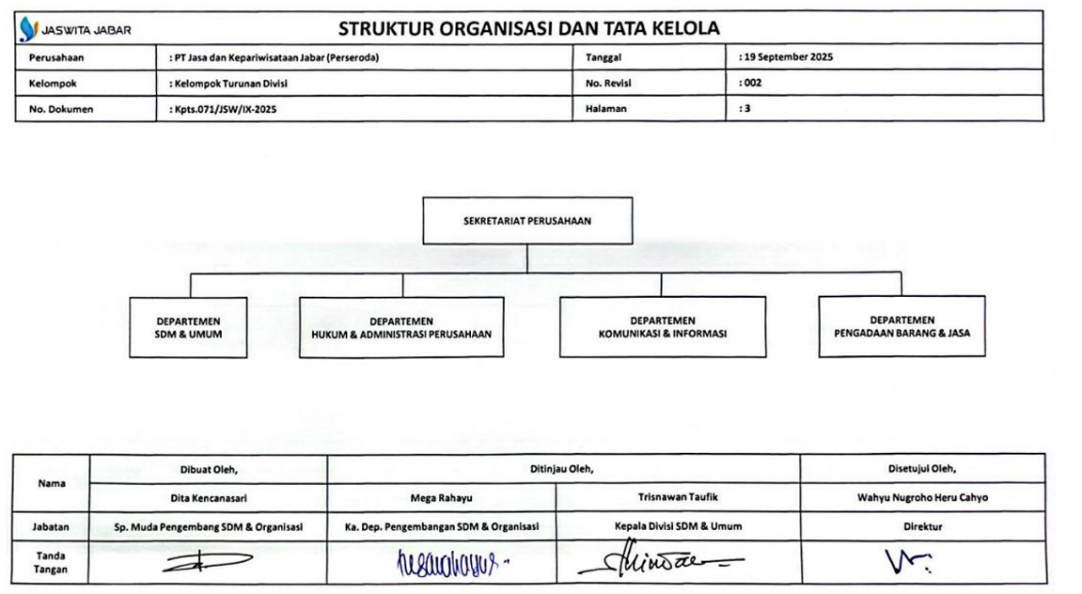 JASWITA JABAR
STRUKTUR ORGANISASI DAN TATA KELOLA
Perusahaan : PT Jasa dan Kepariwisataan Jabar (Perseroda) Tanggal : 19 September 2025
Kelompok : Kelompok Turunan Divisi No. Revisi : 002
No. Dokumen : Kpts.071/JSW/IX-2025 Halaman : 3
SEKRETARIAT PERUSAHAAN
DEPARTEMEN
SDM & UMUM
DEPARTEMEN
HUKUM & ADMINISTRASI PERUSAHAAN
DEPARTEMEN
KOMUNIKASI & INFORMASI
DEPARTEMEN
PENGADAAN BARANG & JASA
Nama
Dibuat Oleh, Ditinjau Oleh, Disetujui Oleh,
Dita Kencanasari Mega Rahayu Trisnawan Taufik Wahyu Nugroho Heru Cahyo
Jabatan Sp. Muda Pengembang SDM & Organisasi Ka. Dep. Pengembangan SDM & Organisasi Kepala Divisi SDM & Umum Direktur
Tanda
Tangan